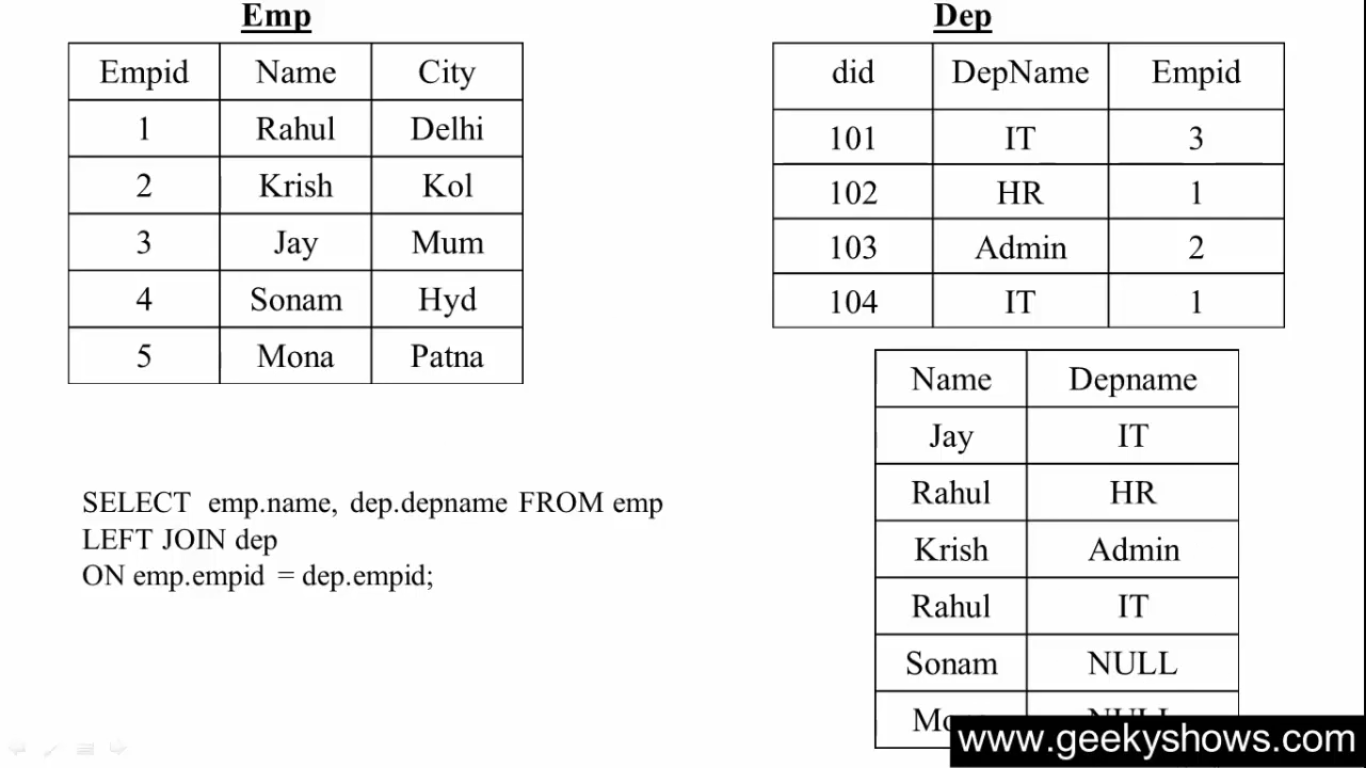 Emp
Empid Name City
1 Rahul Delhi
2 Krish Kol
3 Jay Mum
4 Sonam Hyd
5 Mona Patna
SELECT emp.name, dep.depname FROM emp
LEFT JOIN dep
ON emp.empid = dep.empid;
Dep
did DepName Empid
101 IT 3
102 HR 1
103 Admin 2
104 IT 1
Name Depname
Jay IT
Rahul HR
Krish Admin
Rahul IT
Sonam NULL
www.geekyshows.com